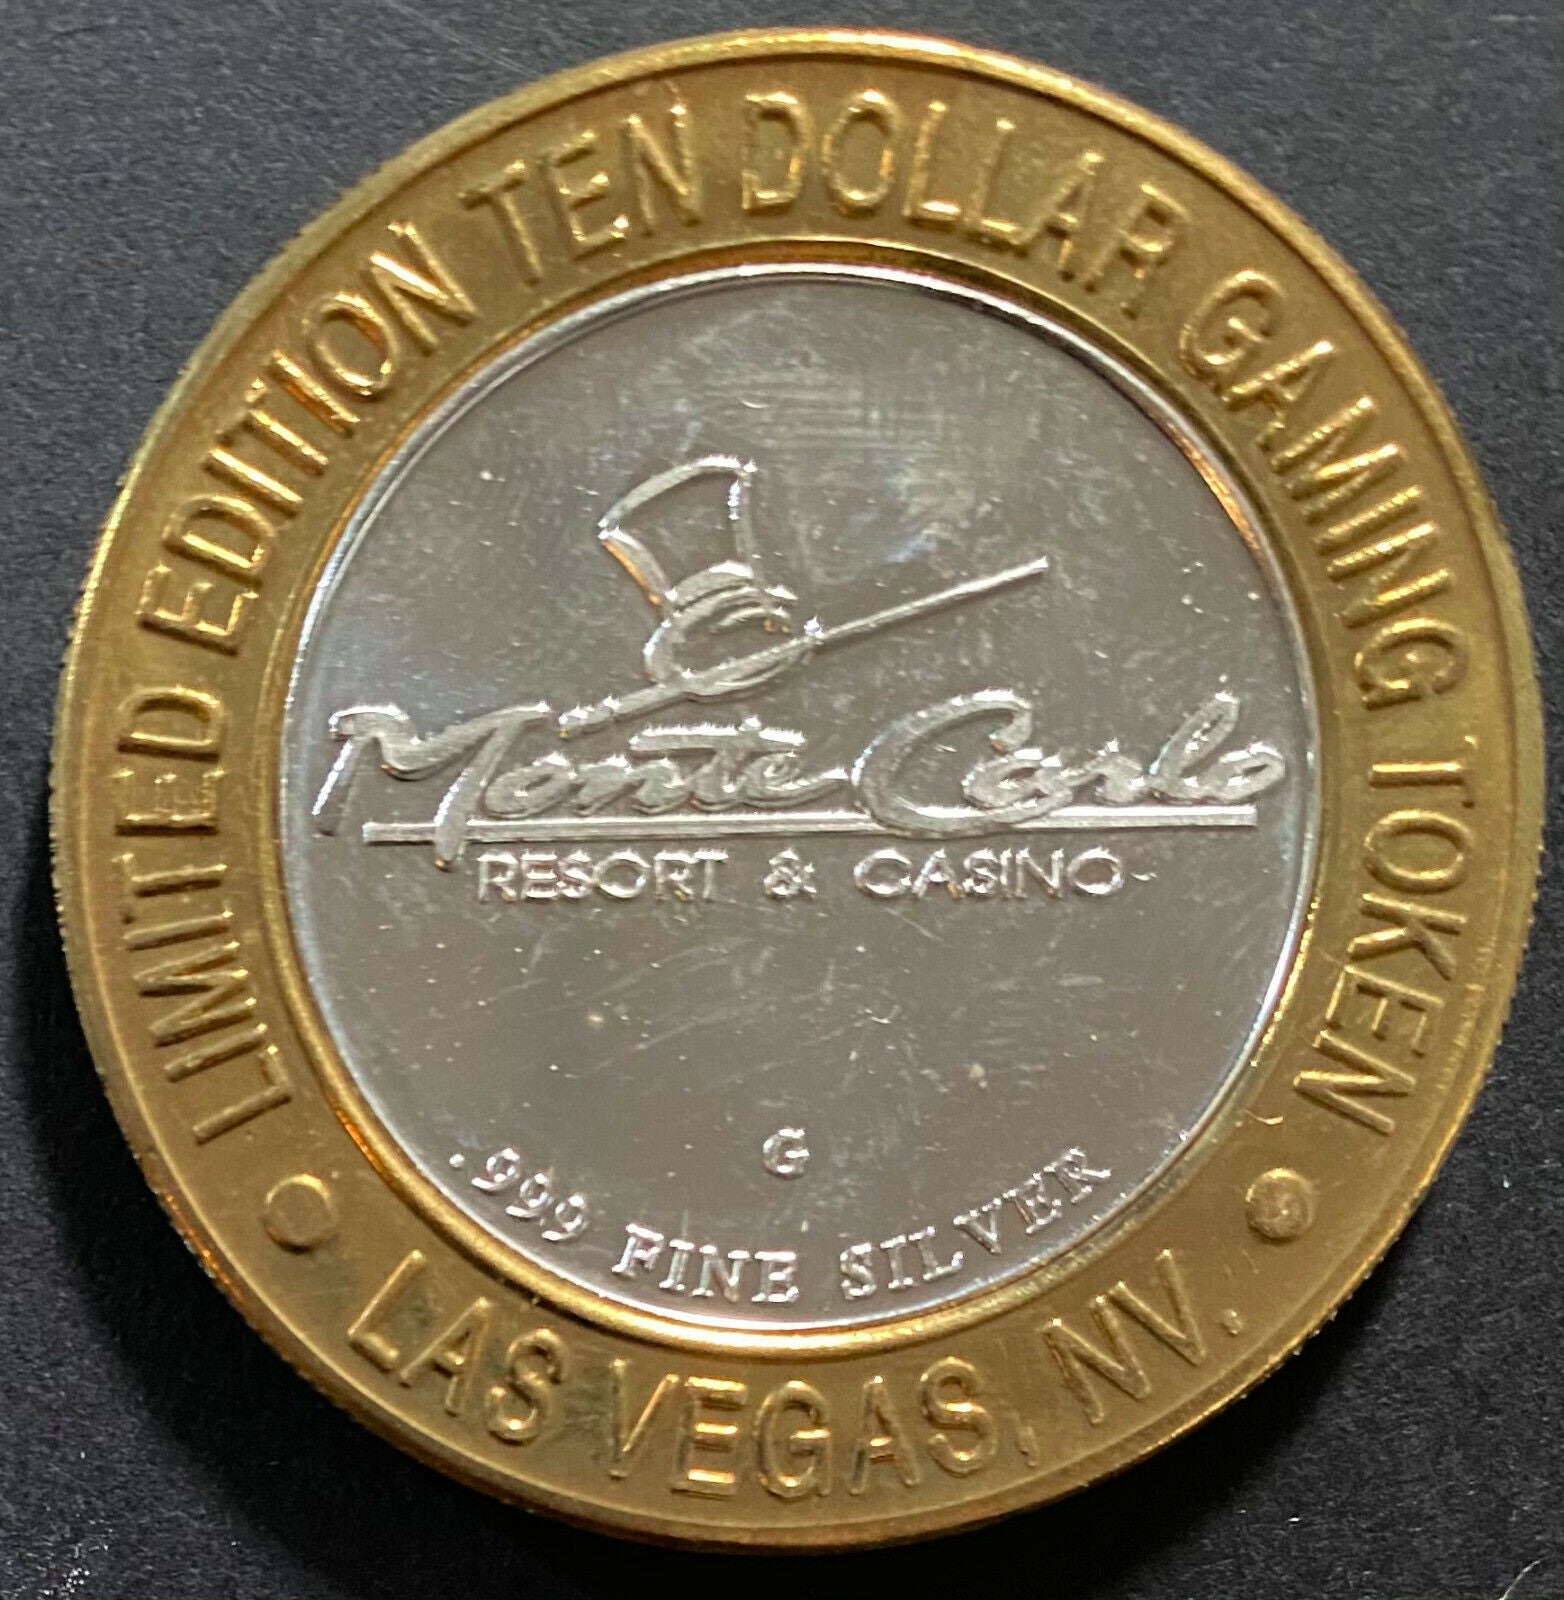 LIMITED EDITION TEN DOLLAR GAMING TOKEN
Monte Carlo
RESORT & CASINO
G
.999 FINE SILVER
• LAS VEGAS, NV. •